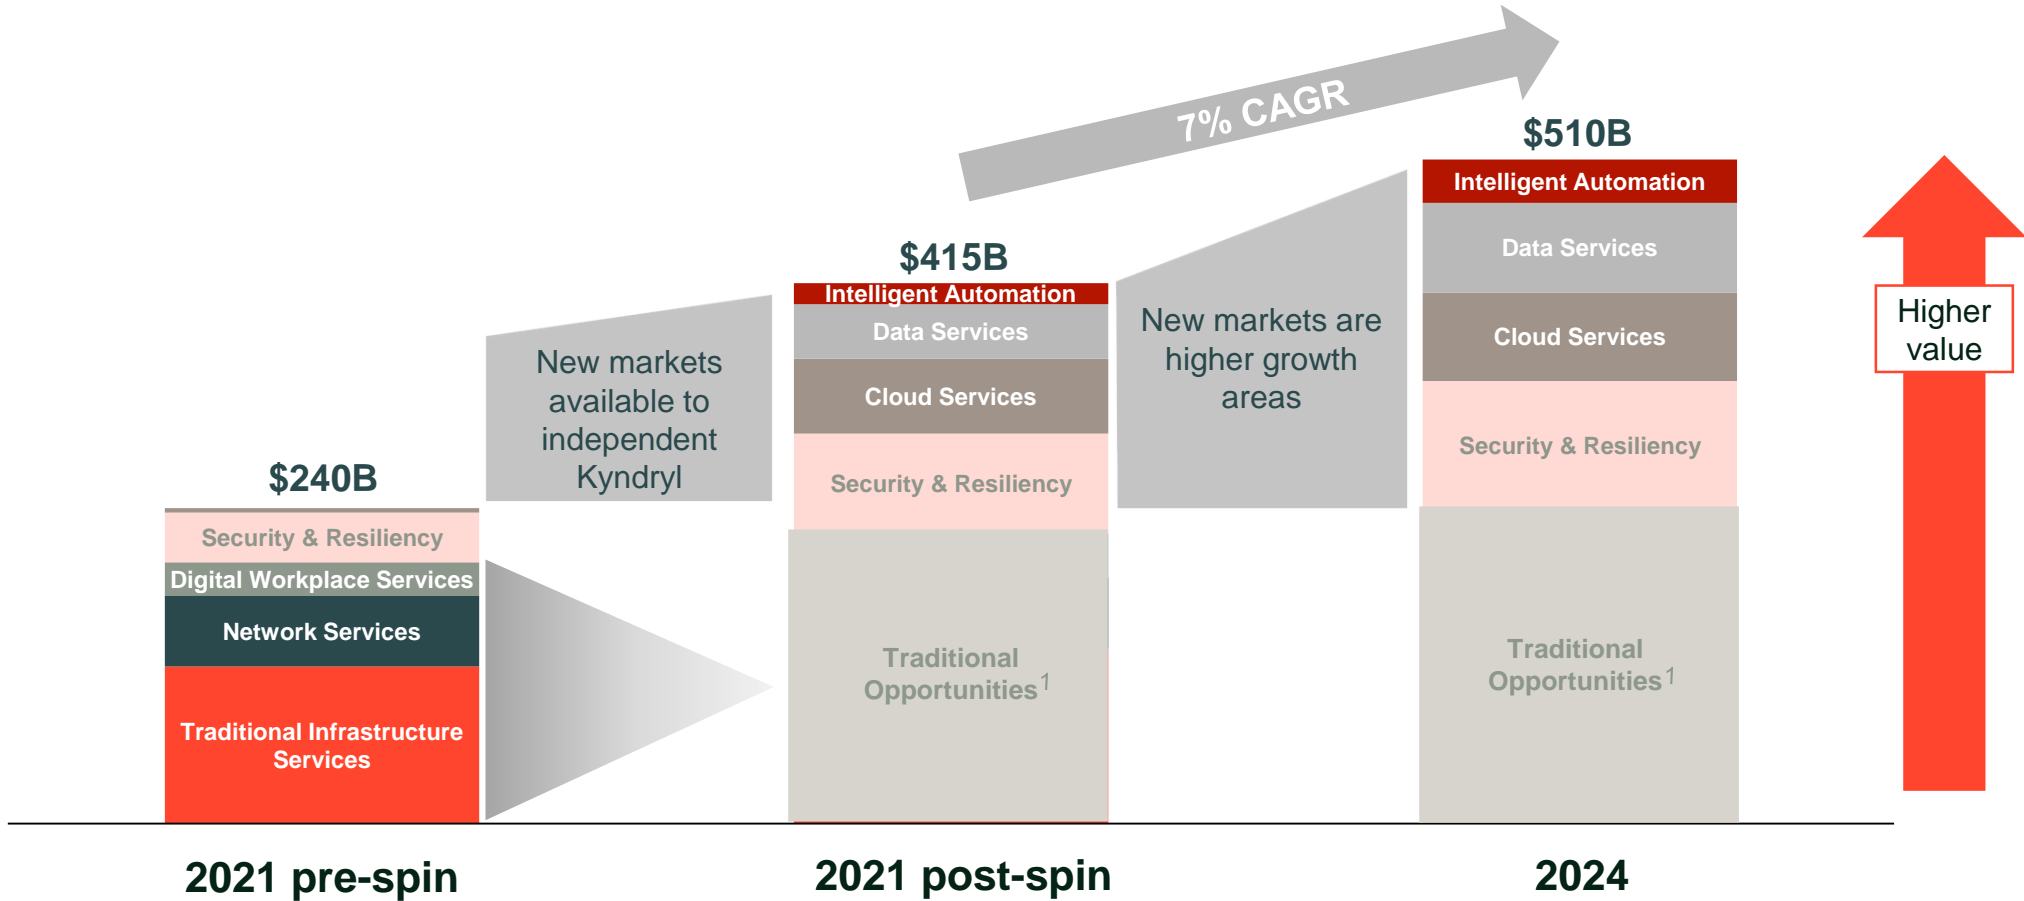 7% CAGR
$510B
Intelligent Automation
Data Services
Cloud Services
Security & Resiliency
Traditional
Opportunities1
$415B
Intelligent Automation
Data Services
Cloud Services
Security & Resiliency
Traditional
Opportunities1
New markets are
higher growth
areas
Higher
value
New markets
available to
independent
Kyndryl
$240B
Security & Resiliency
Digital Workplace Services
Network Services
Traditional Infrastructure
Services
2021 pre-spin
2021 post-spin
2024